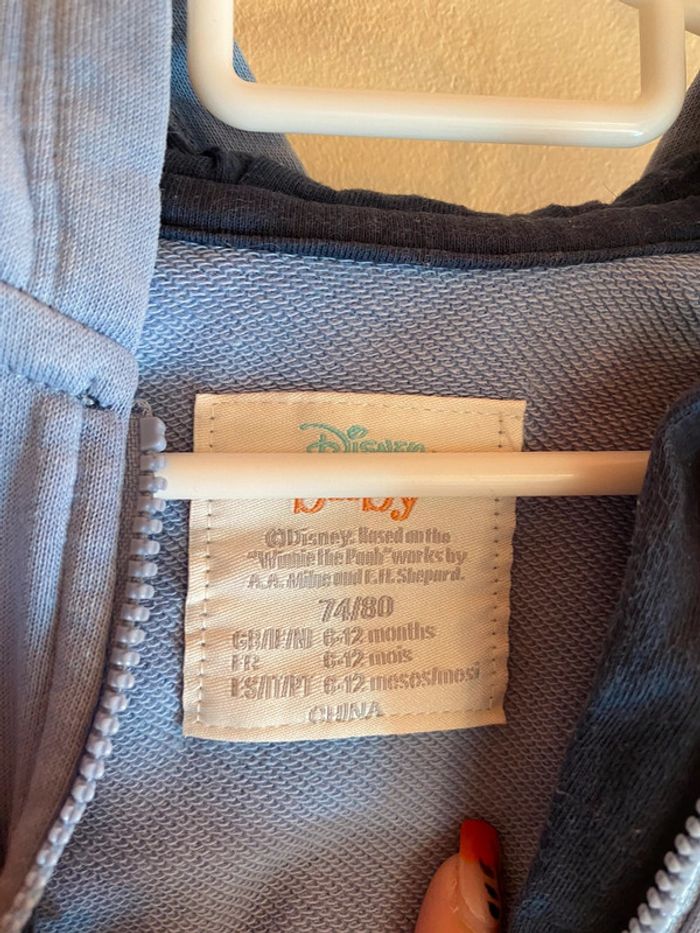 Disney
baby
©Disney. Based on the
"Winnie the Pooh" works by
A.A. Milne and E.H. Shepard.
74/80
GB/IE/NI 6-12 months
FR 6-12 mois
ES/IT/PT 6-12 meses/mesi
CHINA